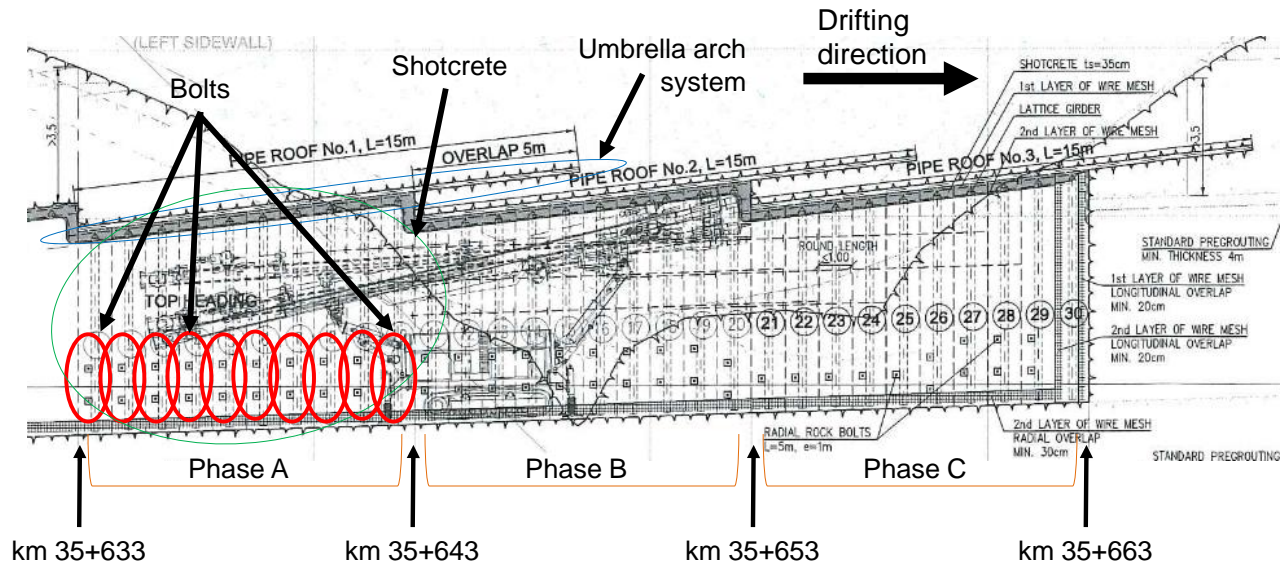 (LEFT SIDEWALL)
Bolts
Shotcrete
Umbrella arch
system
Drifting
direction
SHOTCRETE ts=35cm
1st LAYER OF WIRE MESH
LATTICE GIRDER
2nd LAYER OF WIRE MESH
>3.5
PIPE ROOF No.1, L=15m
OVERLAP 5m
PIPE ROOF No.2, L=15m
PIPE ROOF No.3, L=15m
STANDARD PREGROUTING
MIN. THICKNESS 4m
ROUND LENGTH
≤1.00
TOP HEADING
1st LAYER OF WIRE MESH
LONGITUDINAL OVERLAP
MIN. 20cm
2nd LAYER OF WIRE MESH
LONGITUDINAL OVERLAP
MIN. 20cm
16 17 18 19 20 21 22 23 24 25 26 27 28 29 30
RADIAL ROCK BOLTS
L=5m, e=1m
2nd LAYER OF WIRE MESH
RADIAL OVERLAP
MIN. 30cm
STANDARD PREGROUTING
Phase A
Phase B
Phase C
km 35+633
km 35+643
km 35+653
km 35+663